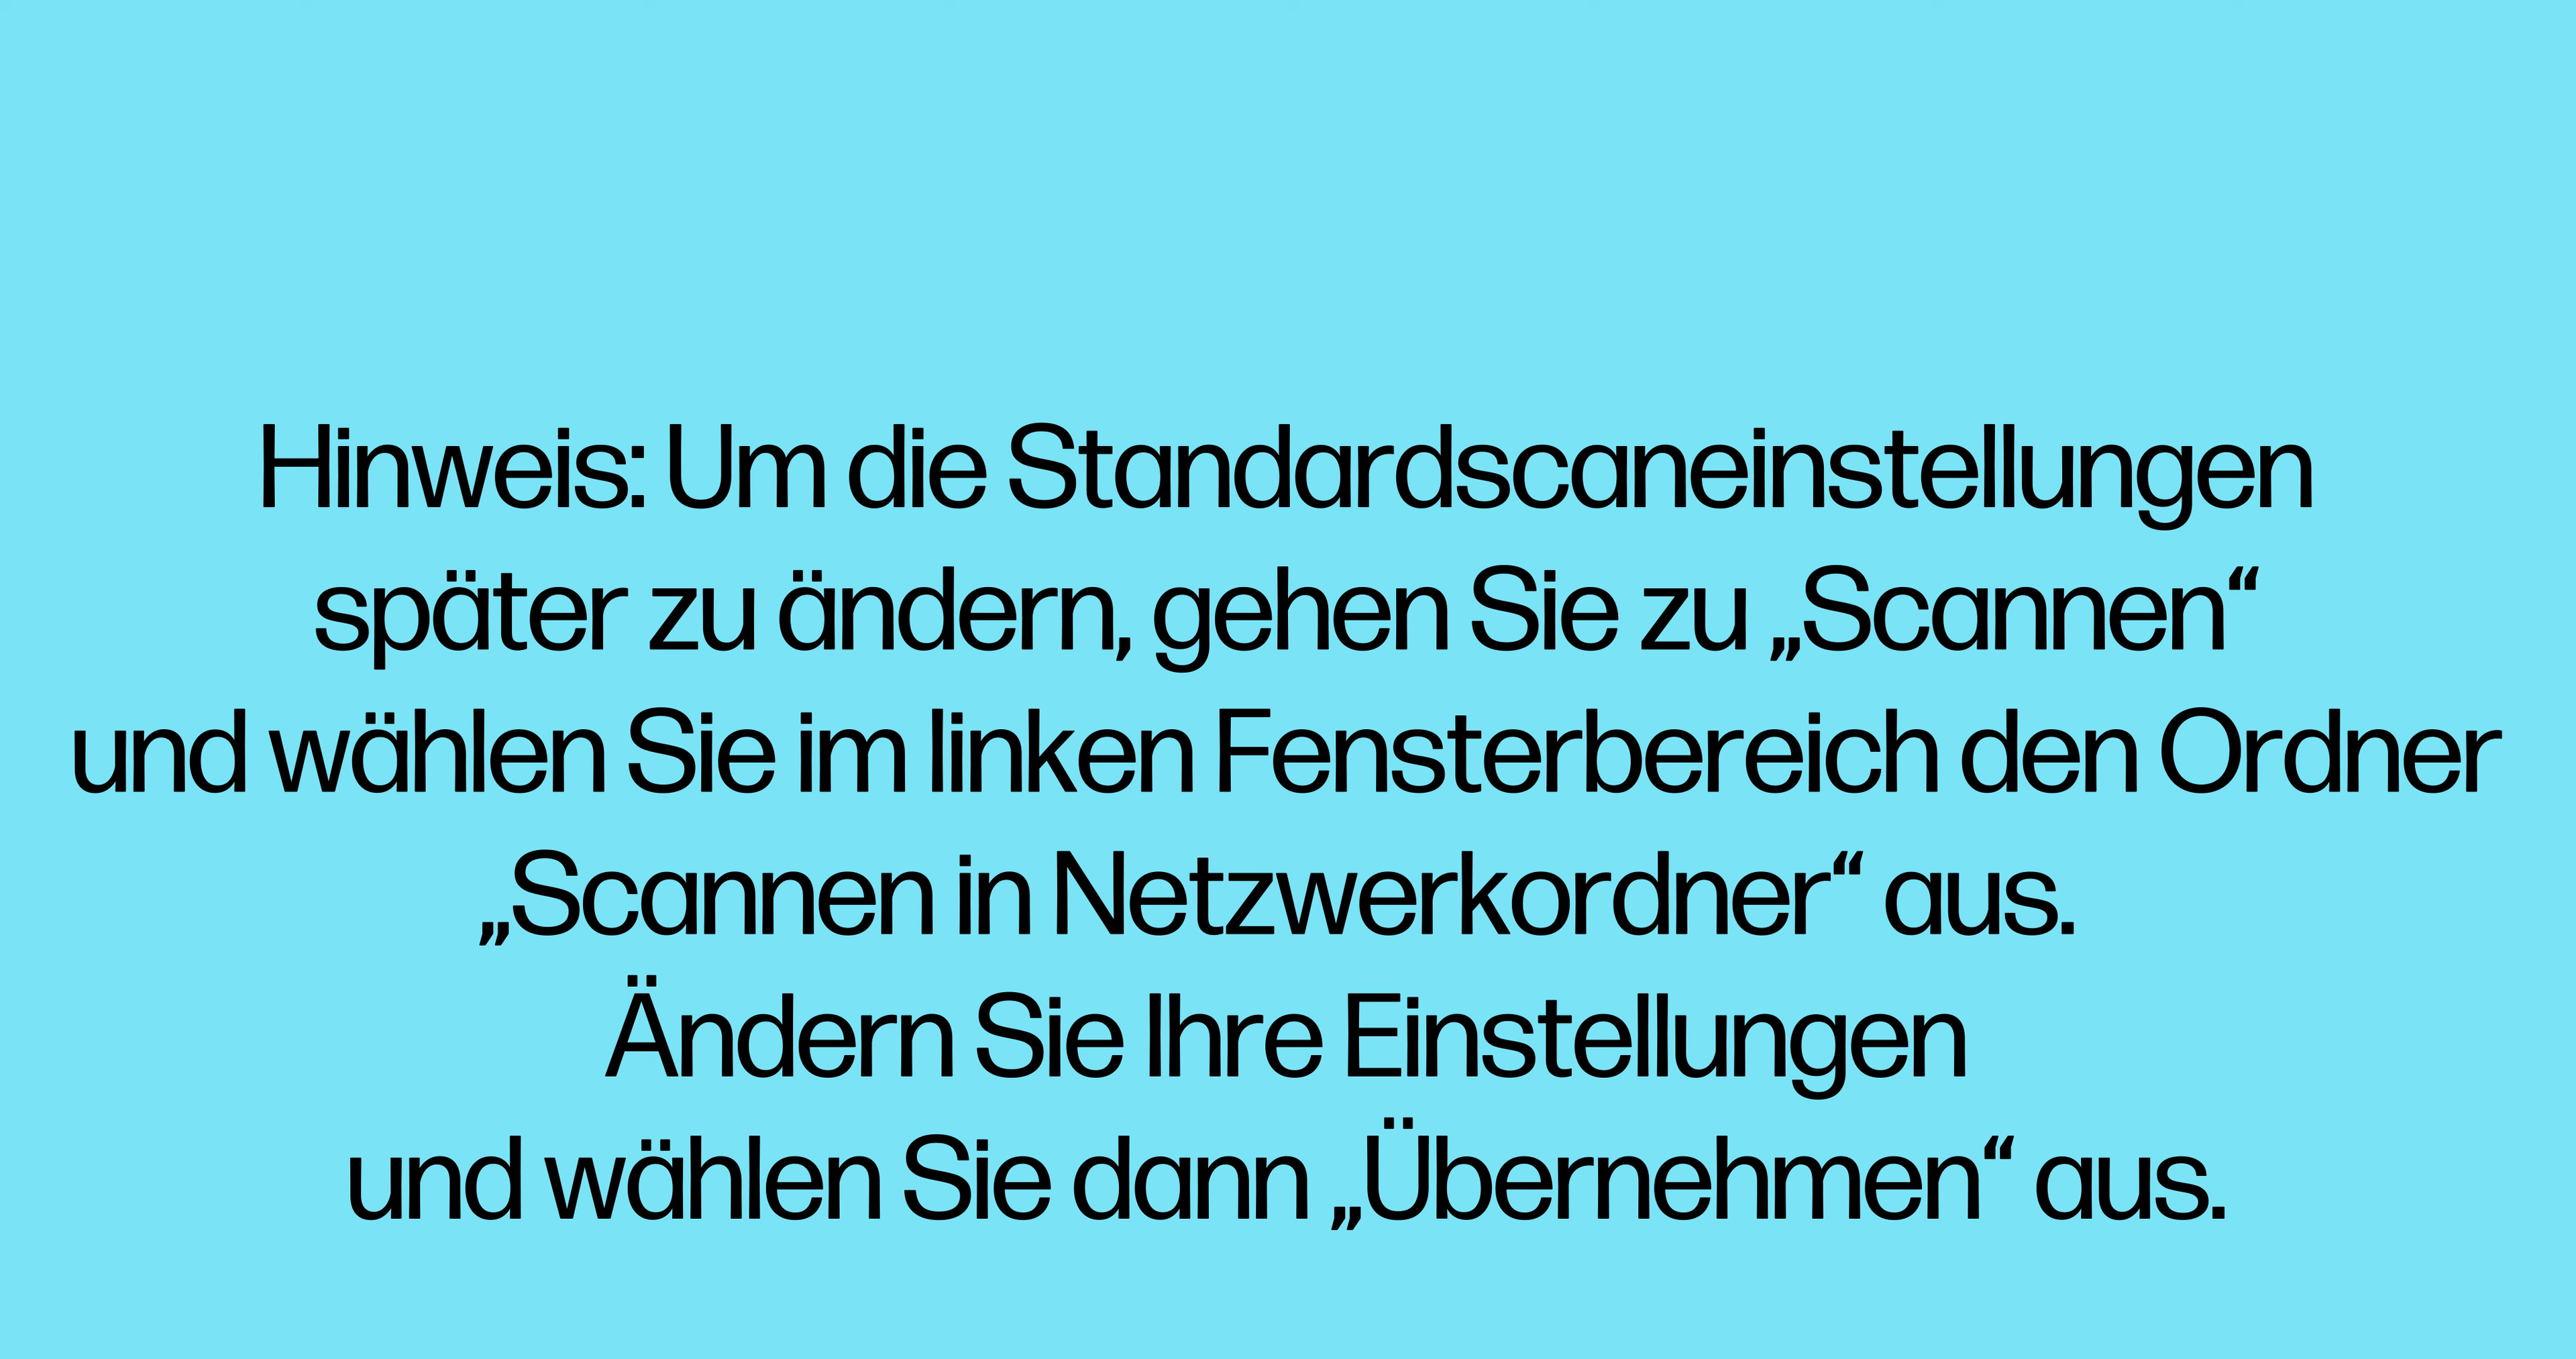 Hinweis: Um die Standardscaneinstellungen
später zu ändern, gehen Sie zu „Scannen“
und wählen Sie im linken Fensterbereich den Ordner
„Scannen in Netzwerkordner“ aus.
Ändern Sie Ihre Einstellungen
und wählen Sie dann „Übernehmen“ aus.